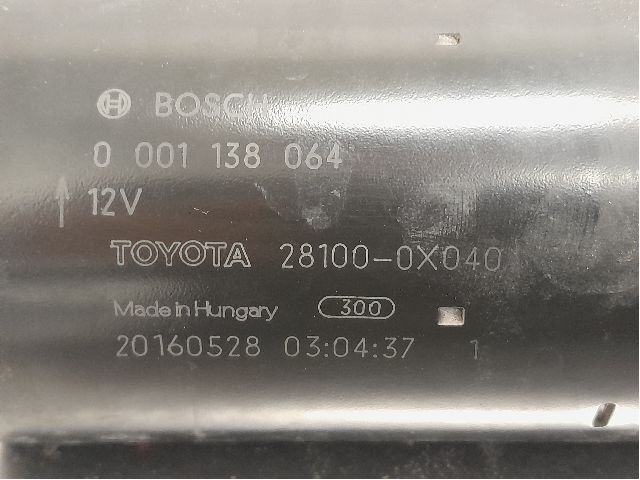 BOSCH
0 001 138 064
12V
TOYOTA 28100-0X040
Made in Hungary 300
20160528 03:04:37 1